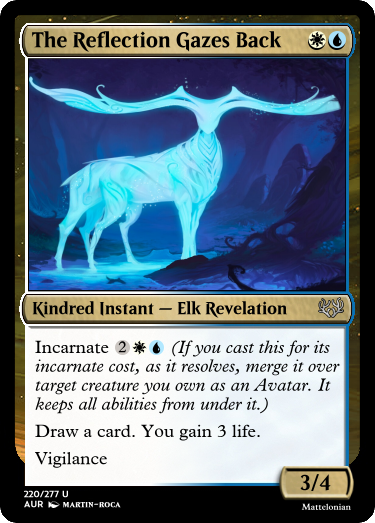 The Reflection Gazes Back
Kindred Instant — Elk Revelation
Incarnate 2 (If you cast this for its
incarnate cost, as it resolves, merge it over
target creature you own as an Avatar. It
keeps all abilities from under it.)
Draw a card. You gain 3 life.
Vigilance
3/4
220/277 U
AUR MARTIN-ROCA
Mattelonian